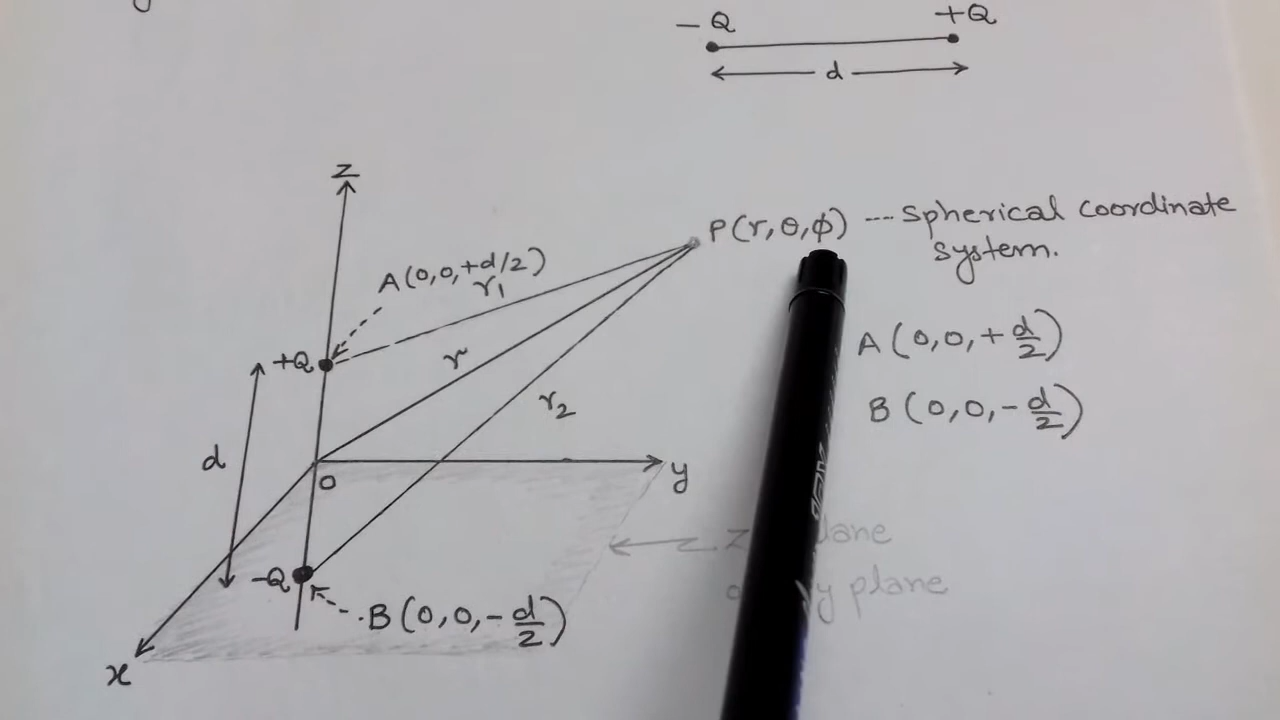 - Q
+Q
d
z
P(r, θ, ϕ) --- Spherical coordinate
system.
A(0,0,+d/2)
r₁
+Q
r
A(0,0,+d/2)
B(0,0,-d/2)
r₂
d
0
y
plane
y plane
-Q
B(0,0,-d/2)
x